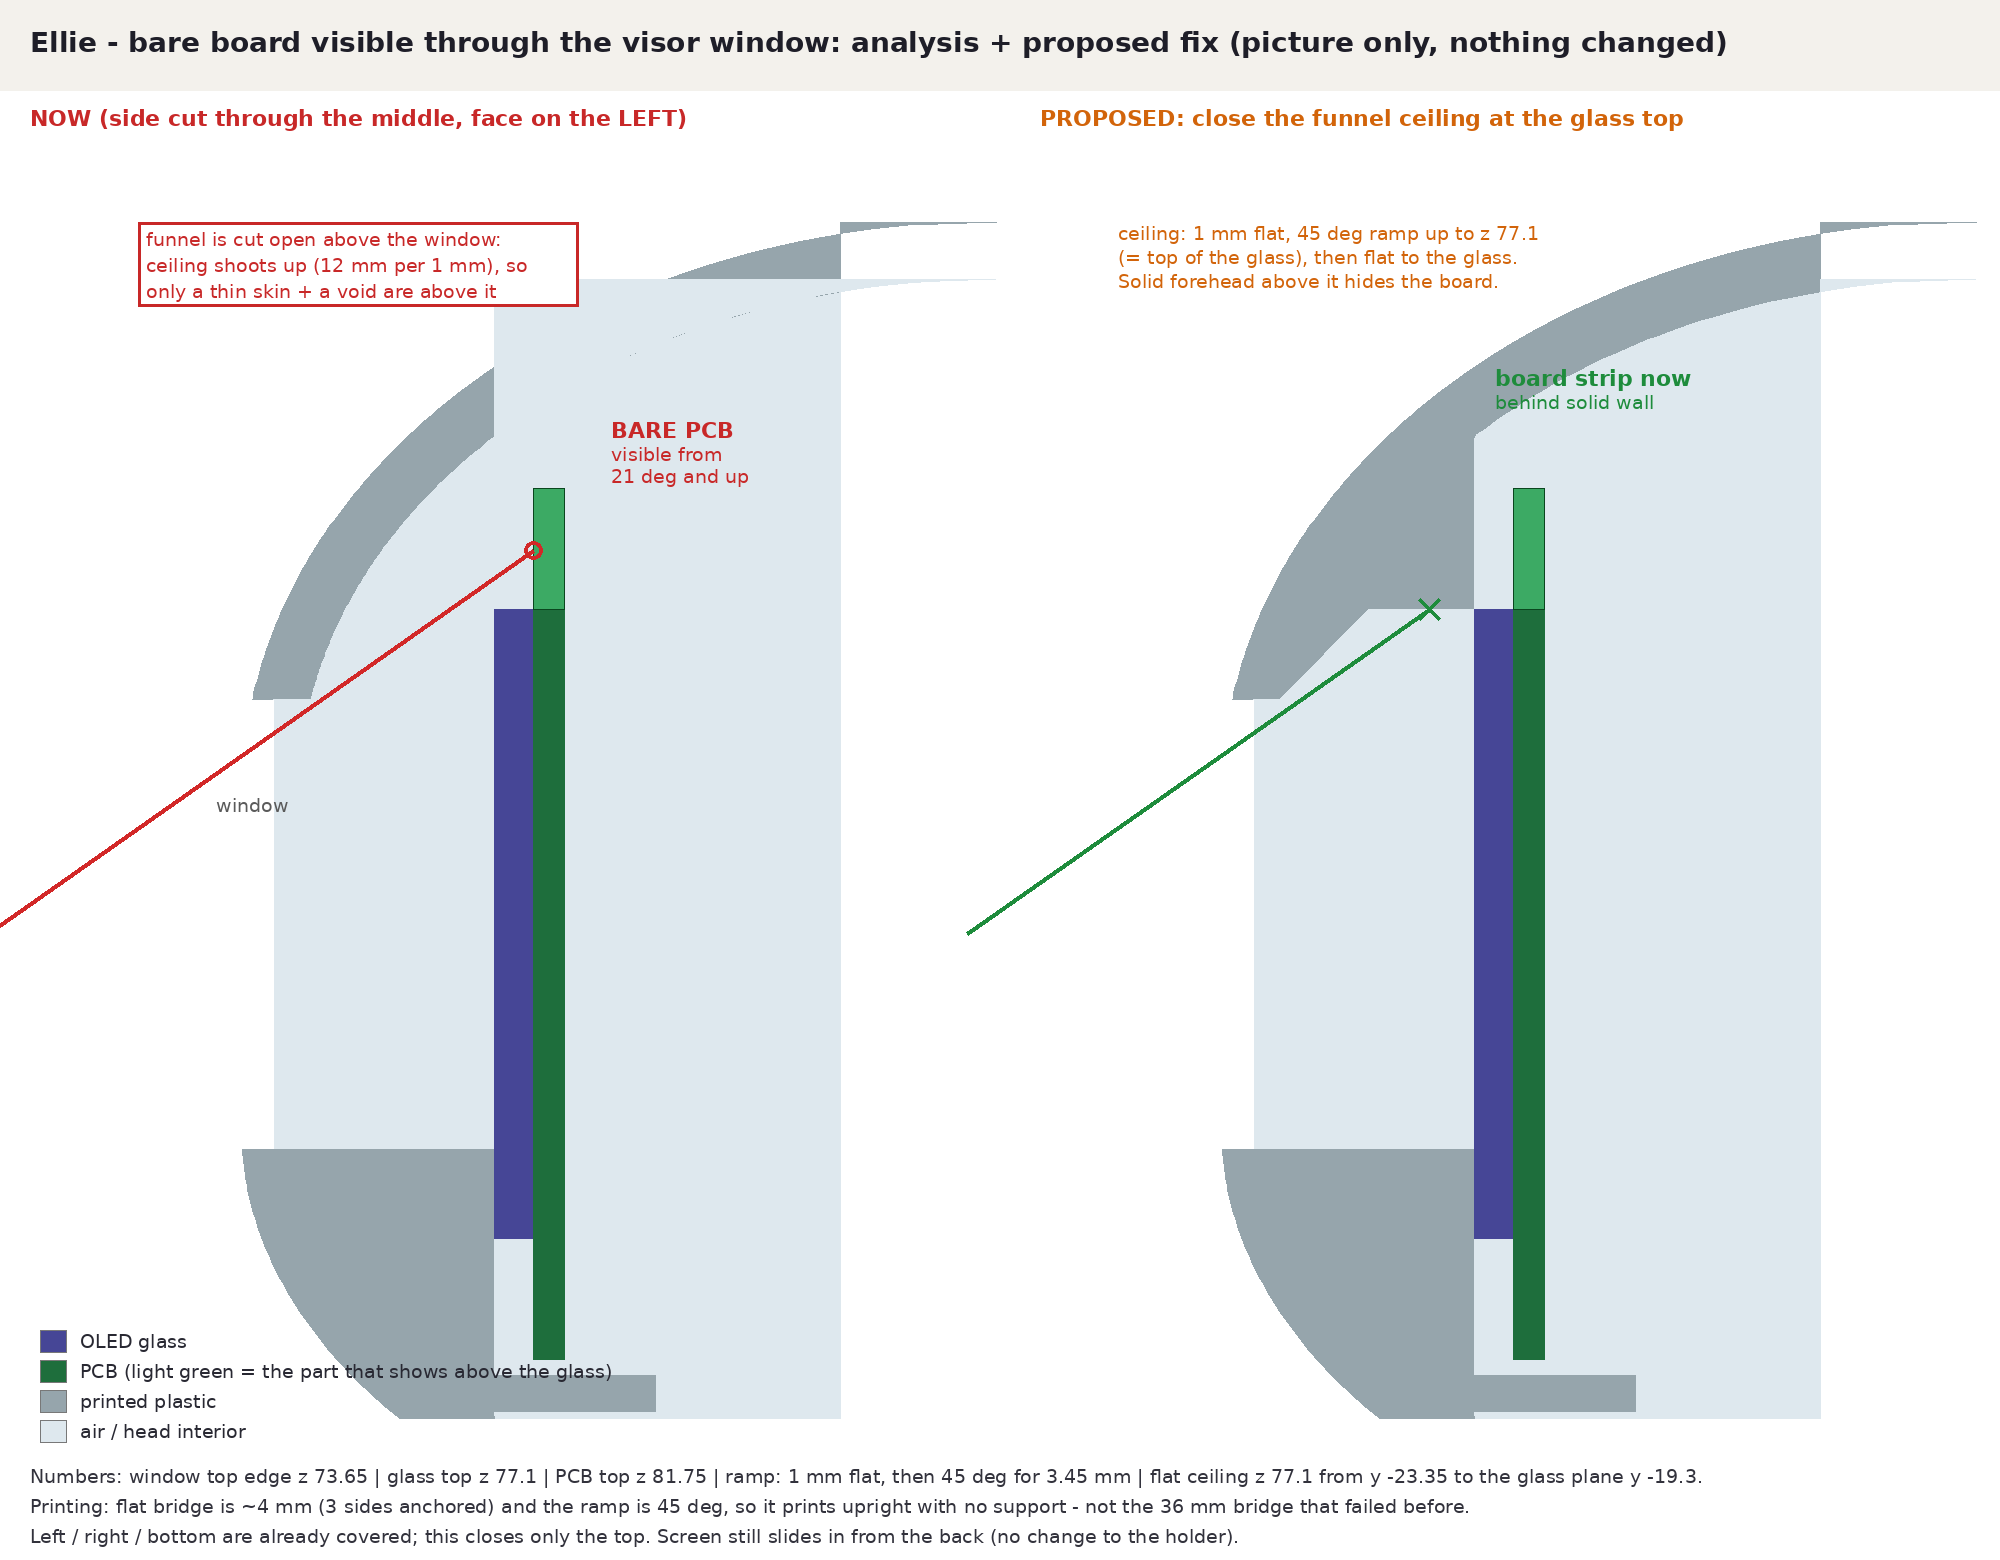 Ellie - bare board visible through the visor window: analysis + proposed fix (picture only, nothing changed)
NOW (side cut through the middle, face on the LEFT)
funnel is cut open above the window:
ceiling shoots up (12 mm per 1 mm), so
only a thin skin + a void are above it
BARE PCB
visible from
21 deg and up
window
PROPOSED: close the funnel ceiling at the glass top
ceiling: 1 mm flat, 45 deg ramp up to z 77.1
(= top of the glass), then flat to the glass.
Solid forehead above it hides the board.
board strip now
behind solid wall
OLED glass
PCB (light green = the part that shows above the glass)
printed plastic
air / head interior
Numbers: window top edge z 73.65 | glass top z 77.1 | PCB top z 81.75 | ramp: 1 mm flat, then 45 deg for 3.45 mm | flat ceiling z 77.1 from y -23.35 to the glass plane y -19.3.
Printing: flat bridge is ~4 mm (3 sides anchored) and the ramp is 45 deg, so it prints upright with no support - not the 36 mm bridge that failed before.
Left / right / bottom are already covered; this closes only the top. Screen still slides in from the back (no change to the holder).